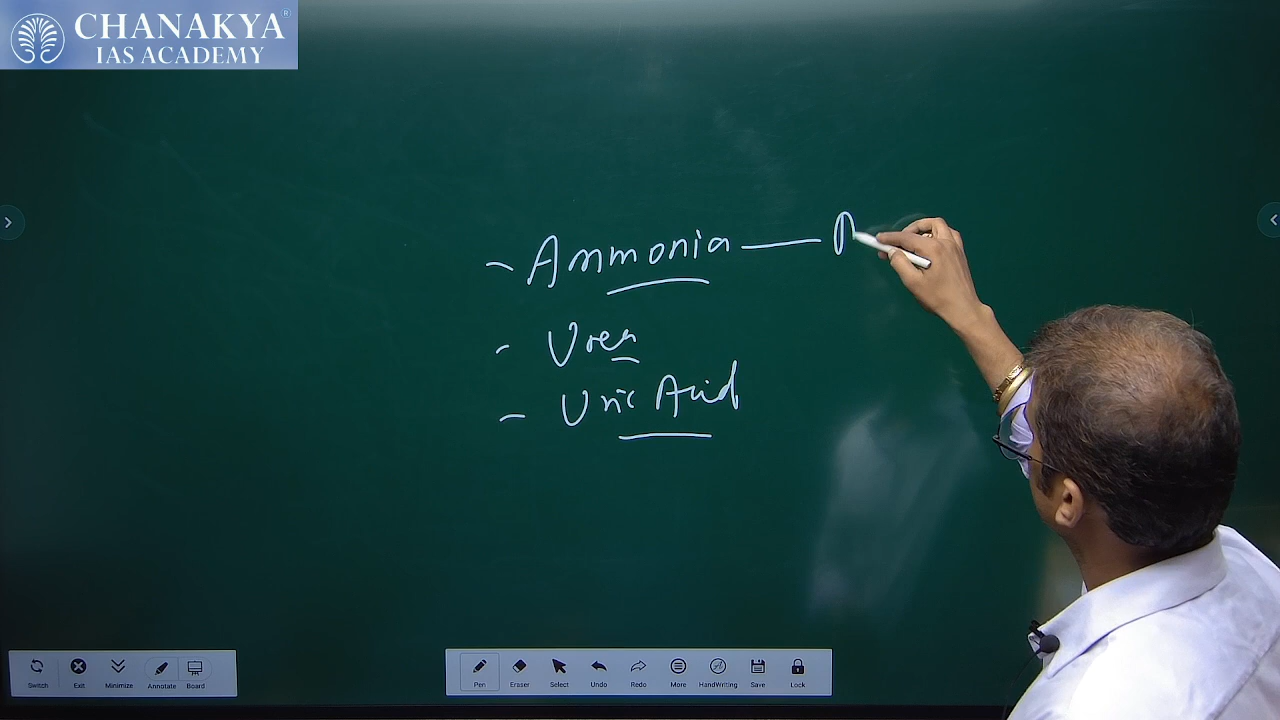 CHANAKYA®
IAS ACADEMY
- Ammonia —
- Urea
- Uric Acid
Switch Exit Minimize Annotate Board
Pen Eraser Select Undo Redo More HandWriting Save Lock